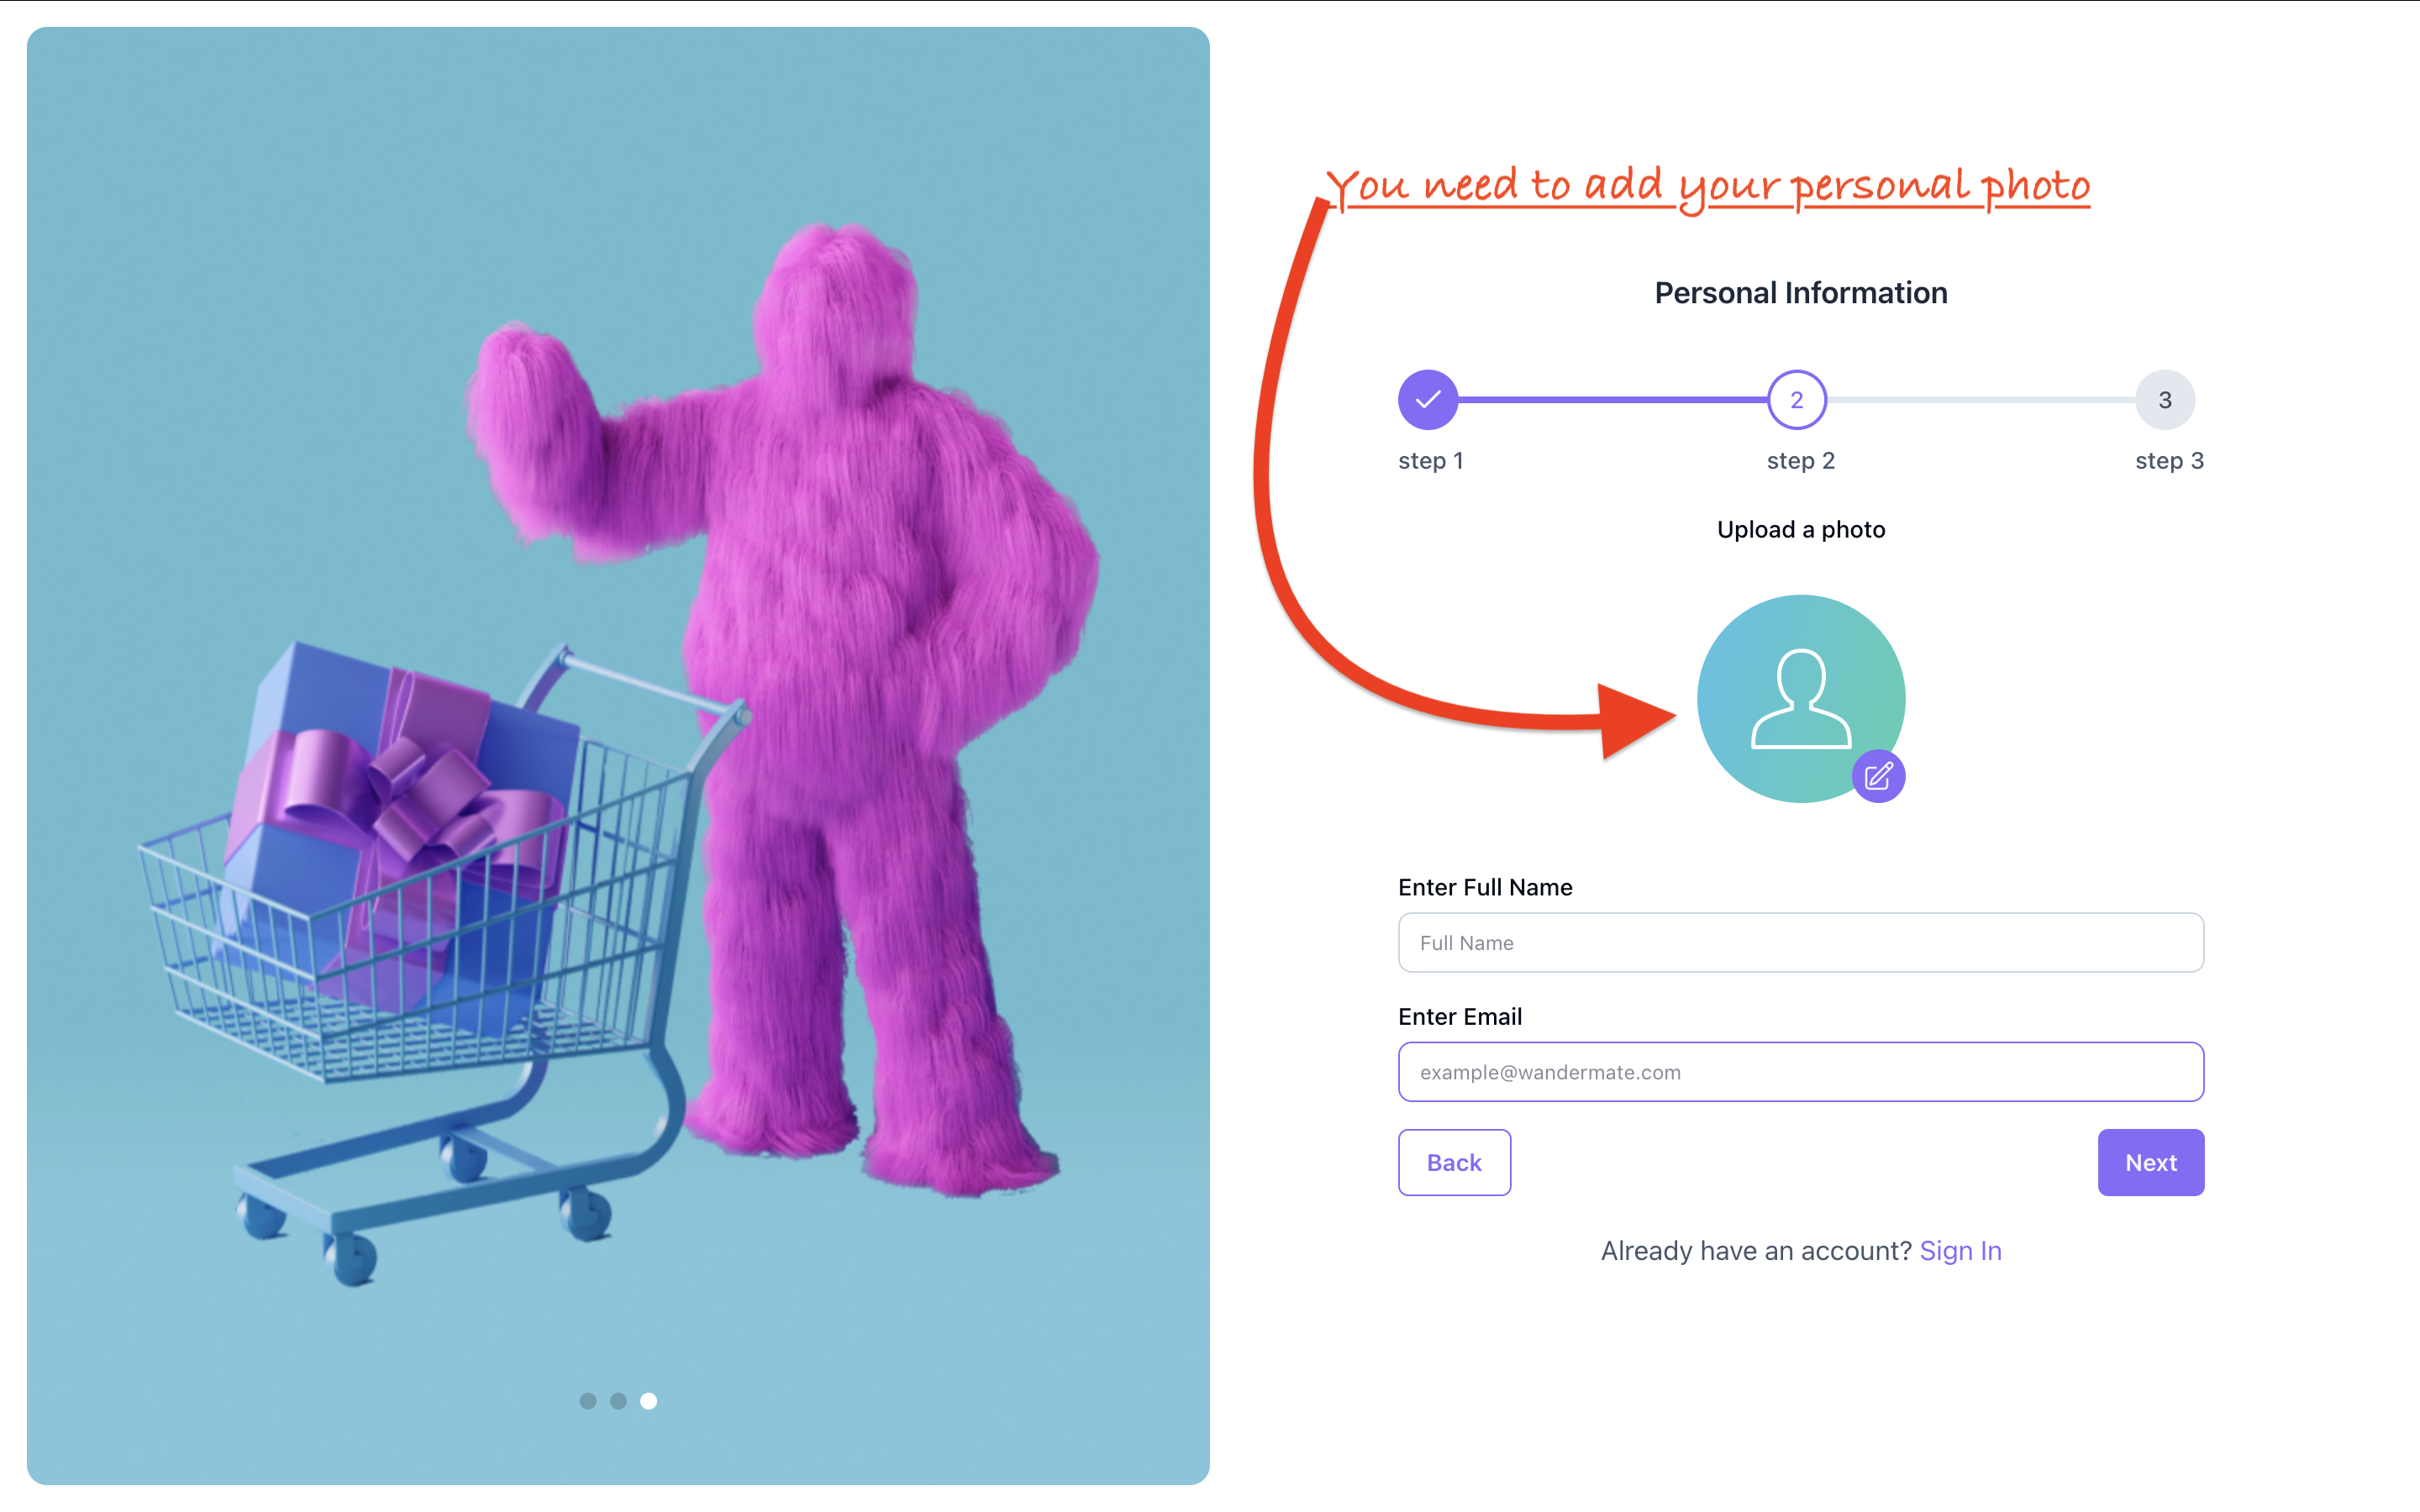 You need to add your personal photo
Personal Information
2
3
step 1
step 2
step 3
Upload a photo
Enter Full Name
Full Name
Enter Email
example@wandermate.com
Back
Next
Already have an account? Sign In